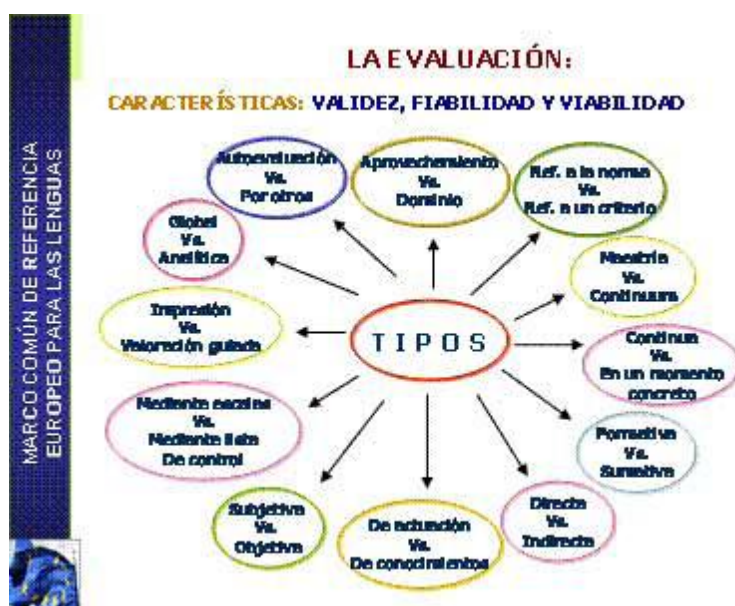 LA EVALUACIÓN:
CARACTERÍSTICAS: VALIDEZ, FIABILIDAD Y VIABILIDAD
MARCO COMÚN DE REFERENCIA
EUROPEO PARA LAS LENGUAS
TIPOS
Autoevaluación
Vs.
Por otros
Aprovechamiento
Vs.
Dominio
Ref. a la norma
Vs.
Ref. a un criterio
Maestría
Vs.
Continuum
Continua
Vs.
En un momento
concreto
Formativa
Vs.
Sumativa
Directa
Vs.
Indirecta
De actuación
Vs.
De conocimientos
Subjetiva
Vs.
Objetiva
Mediante escalas
Vs.
Mediante lista
De control
Impresión
Vs.
Valoración guiada
Global
Vs.
Analítica